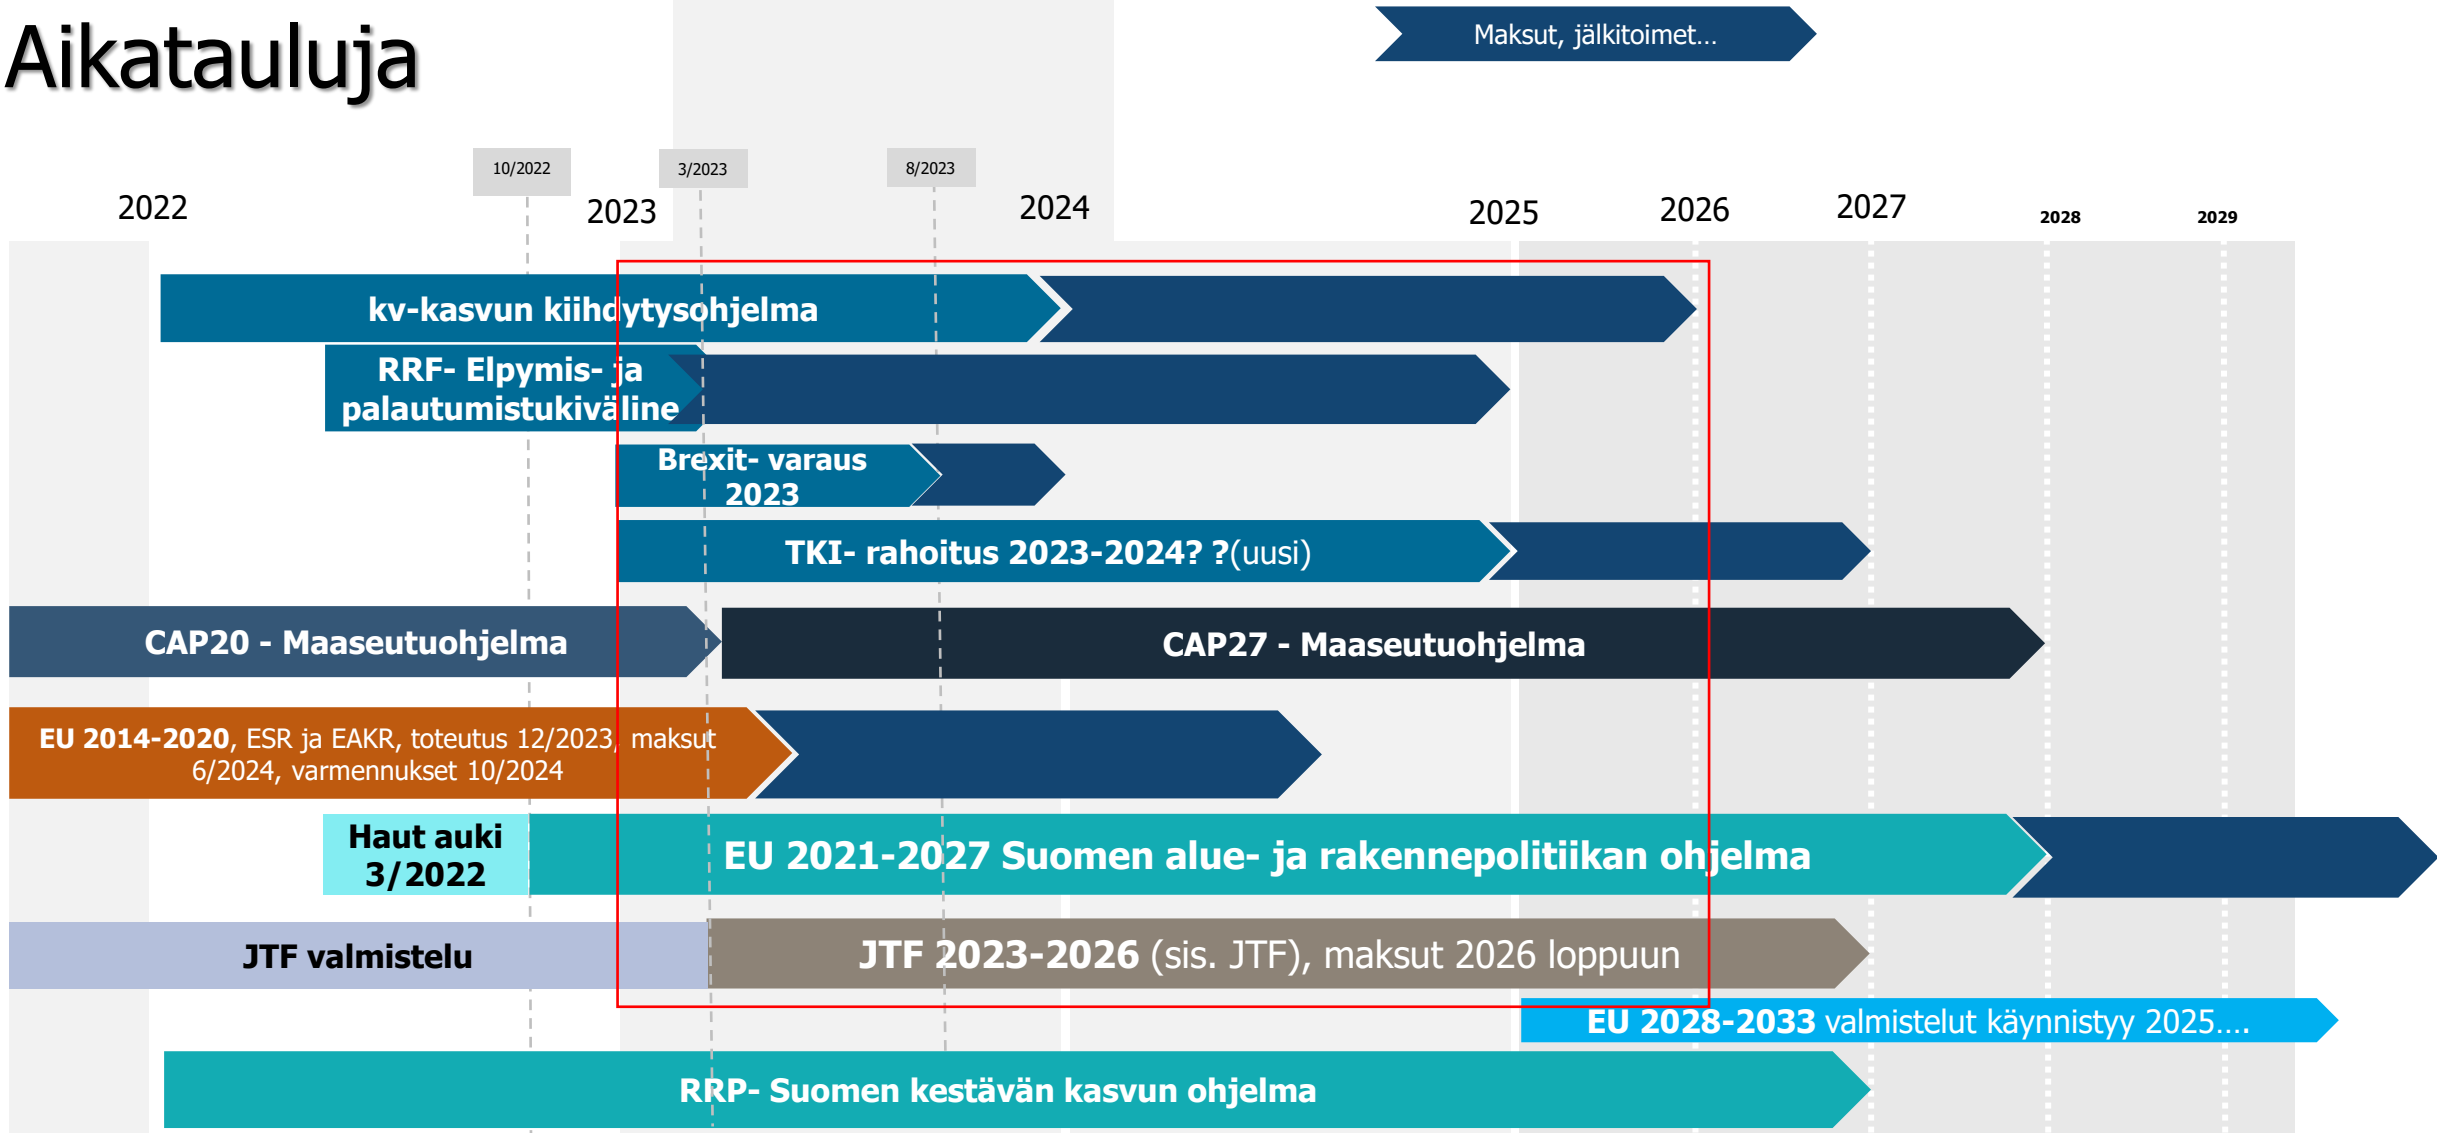 Aikatauluja
Maksut, jälkitoimet…
10/2022
3/2023
8/2023
2022
2023
2024
2025
2026
2027
2028
2029
kv-kasvun kiihdytysohjelma
RRF- Elpymis- ja
palautumistukiväline
Brexit- varaus
2023
TKI- rahoitus 2023-2024? ?(uusi)
CAP20 - Maaseutuohjelma
CAP27 - Maaseutuohjelma
EU 2014-2020, ESR ja EAKR, toteutus 12/2023, maksut
6/2024, varmennukset 10/2024
Haut auki
3/2022
EU 2021-2027 Suomen alue- ja rakennepolitiikan ohjelma
JTF valmistelu
JTF 2023-2026 (sis. JTF), maksut 2026 loppuun
EU 2028-2033 valmistelut käynnistyy 2025….
RRP- Suomen kestävän kasvun ohjelma